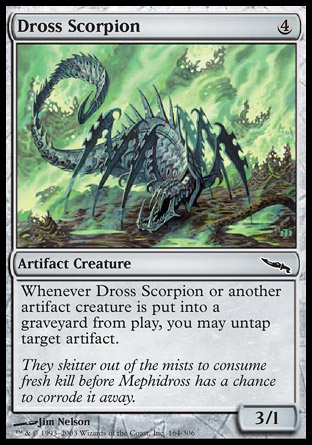 Dross Scorpion 4
Artifact Creature
Whenever Dross Scorpion or another
artifact creature is put into a
graveyard from play, you may untap
target artifact.
They skitter out of the mists to consume
fresh kill before Mephidross has a chance
to corrode it away.
Jim Nelson
™ & © 1993–2003 Wizards of the Coast, Inc. 164/306
3/1